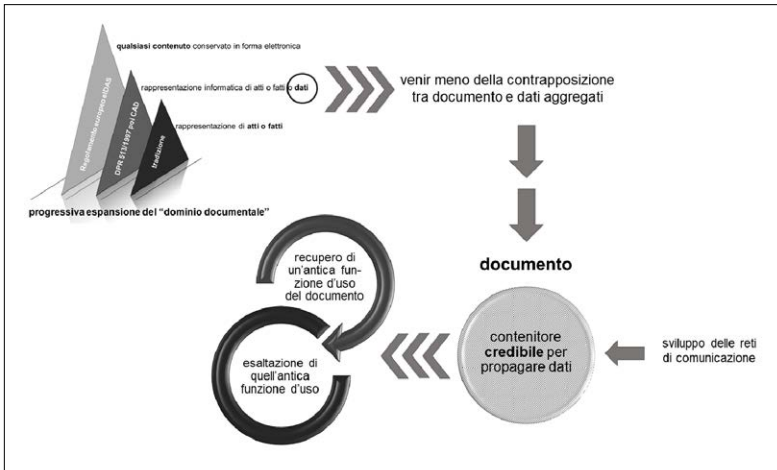 qualsiasi contenuto conservato in forma elettronica
rappresentazione informatica di atti o fatti o dati
rappresentazione di atti o fatti
Regolamento europeo eIDAS
DPR 513/1997 poi CAD
tradizione
progressiva espansione del “dominio documentale”
venir meno della contrapposizione
tra documento e dati aggregati
documento
contenitore
credibile per
propagare dati
sviluppo delle reti
di comunicazione
recupero di
un’antica fun-
zione d’uso
del documento
esaltazione di
quell’antica
funzione d’uso